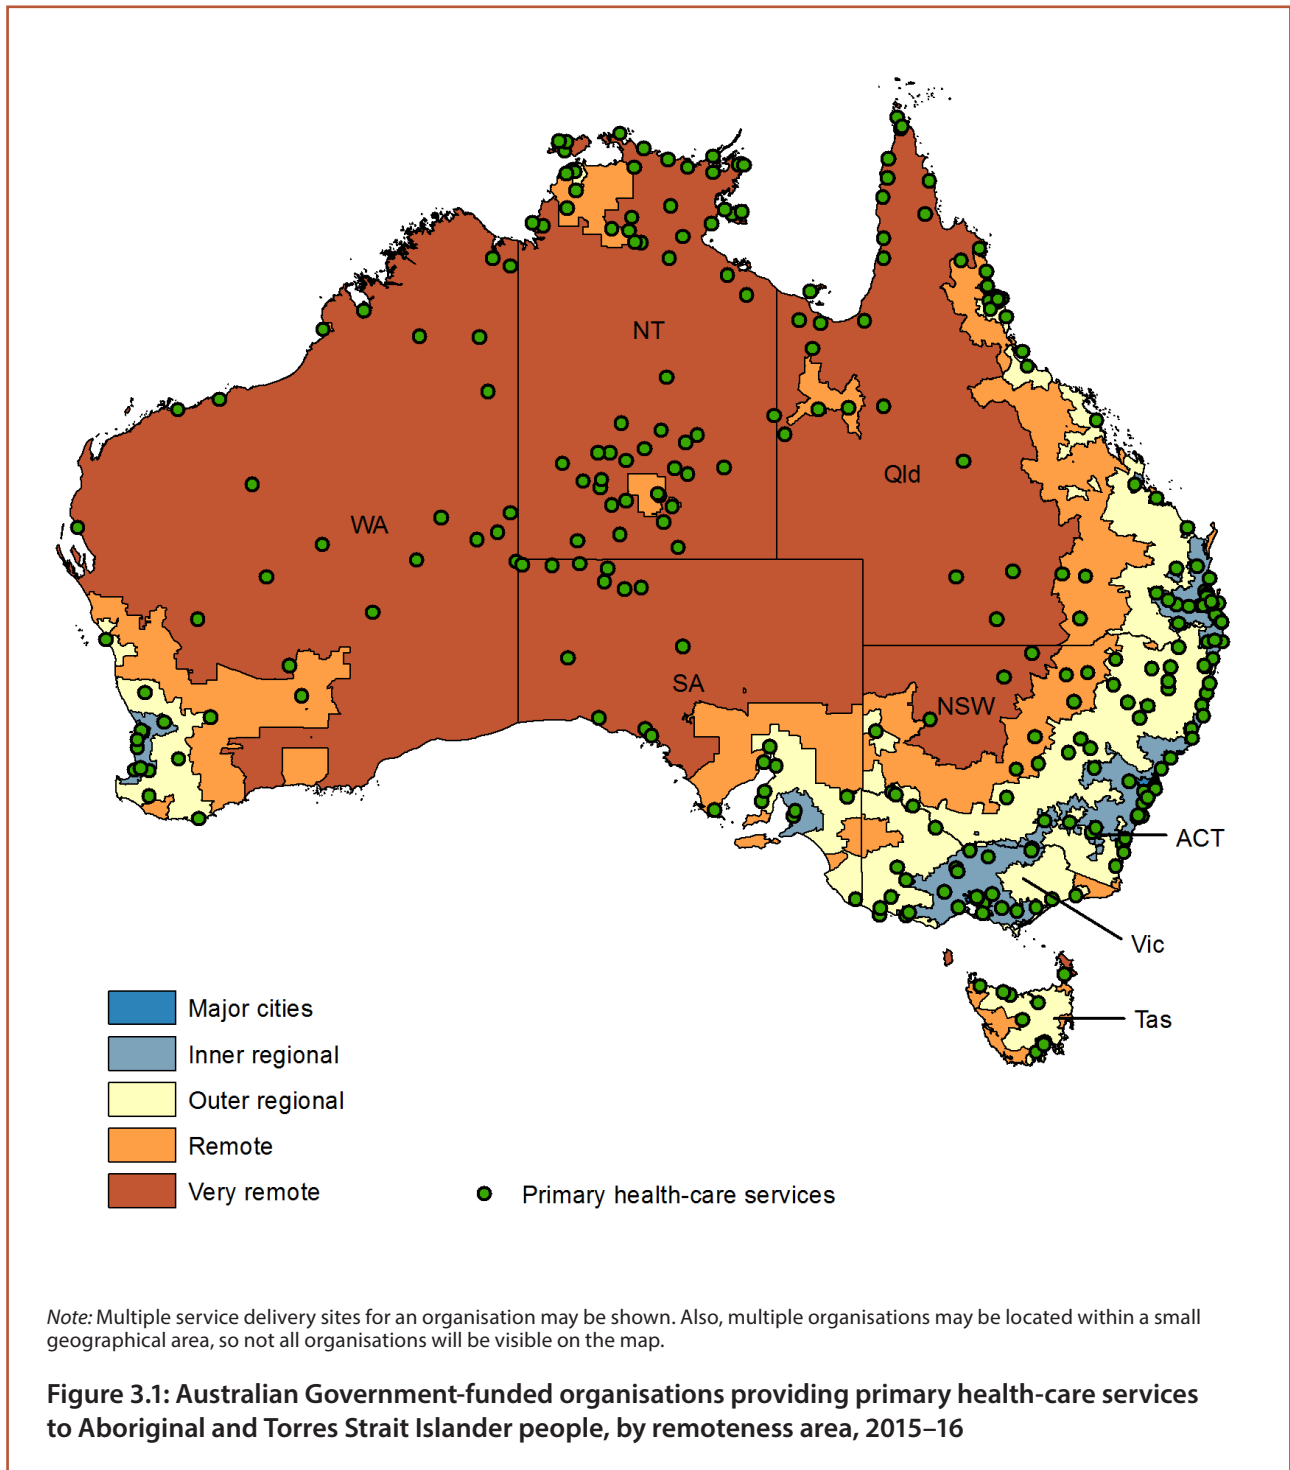 NT
Qld
WA
SA
NSW
ACT
Vic
Tas
Major cities
Inner regional
Outer regional
Remote
Very remote
Primary health-care services
Note: Multiple service delivery sites for an organisation may be shown. Also, multiple organisations may be located within a small
geographical area, so not all organisations will be visible on the map.
Figure 3.1: Australian Government-funded organisations providing primary health-care services
to Aboriginal and Torres Strait Islander people, by remoteness area, 2015–16